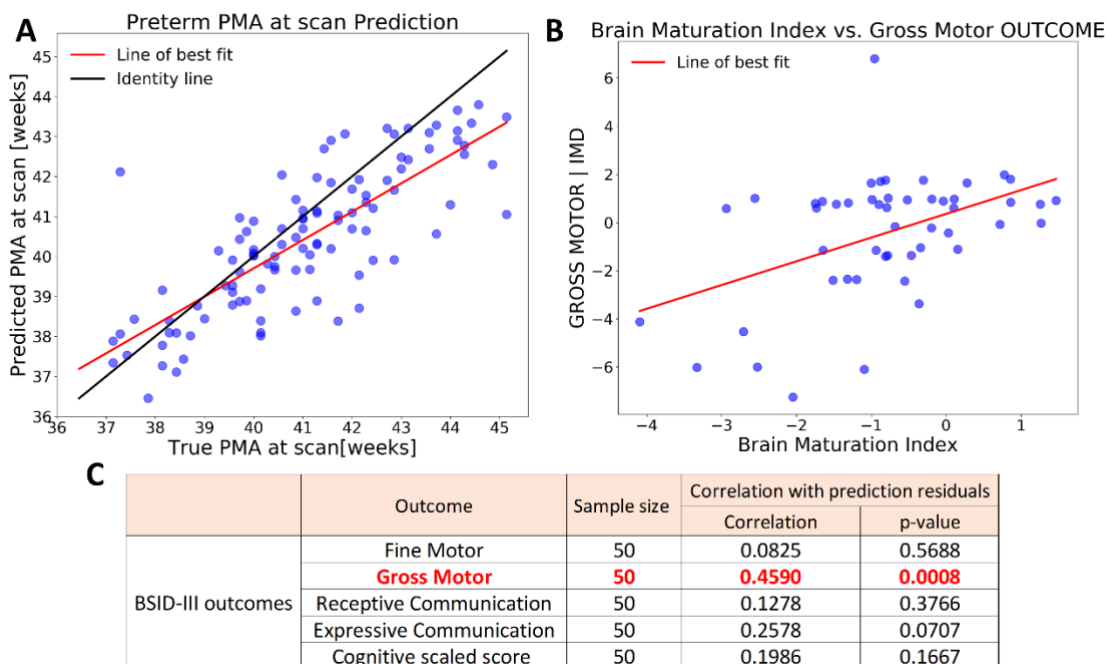 A
Preterm PMA at scan Prediction
Line of best fit
Identity line
Predicted PMA at scan [weeks]
45
44
43
42
41
40
39
38
37
36
36
37
38
39
40
41
42
43
44
45
True PMA at scan[weeks]
B
Brain Maturation Index vs. Gross Motor OUTCOME
Line of best fit
GROSS MOTOR | IMD
6
4
2
0
−2
−4
−6
−4
−3
−2
−1
0
1
Brain Maturation Index
C
Outcome Sample size Correlation with prediction residuals
Correlation p-value
BSID-III outcomes
Fine Motor 50 0.0825 0.5688
Gross Motor 50 0.4590 0.0008
Receptive Communication 50 0.1278 0.3766
Expressive Communication 50 0.2578 0.0707
Cognitive scaled score 50 0.1986 0.1667